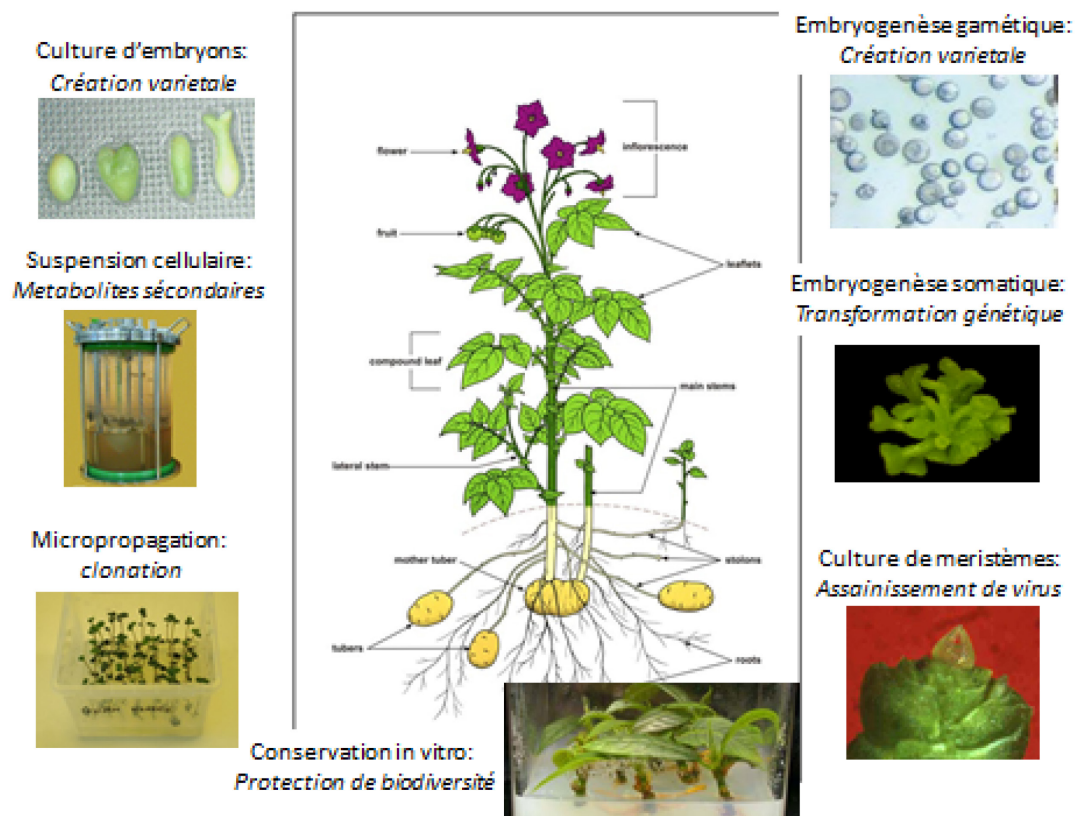 Culture d'embryons:
Création varietale
Suspension cellulaire:
Metabolites sécondaires
Micropropagation:
clonation
Conservation in vitro:
Protection de biodiversité
flower
inflorescence
fruit
leaflets
compound leaf
main stems
lateral stem
mother tuber
stolons
tubers
roots
Embryogenèse gamétique:
Création varietale
Embryogenèse somatique:
Transformation génétique
Culture de meristèmes:
Assainissement de virus